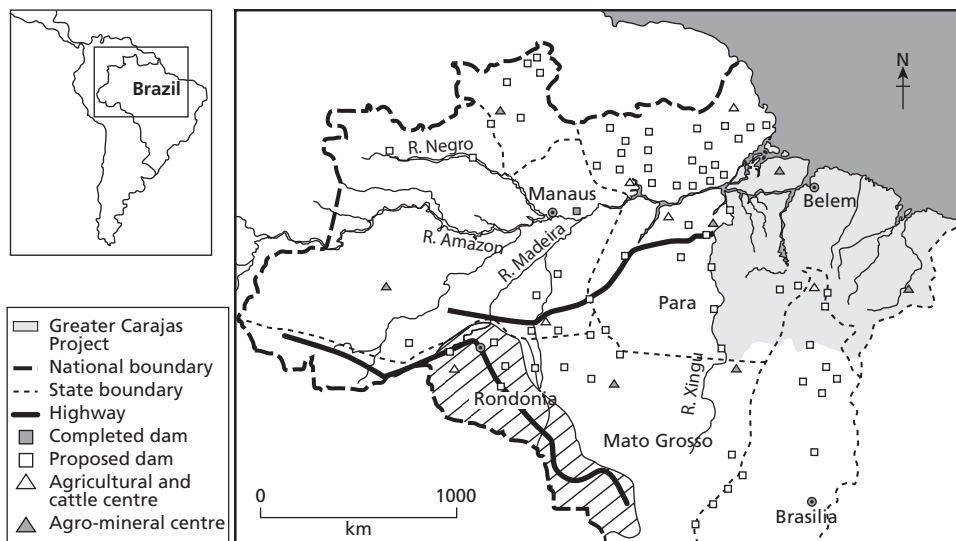 Brazil
N
R. Negro
Manaus
Belem
R. Amazon
R. Madeira
Para
R. Xingu
Rondonia
Mato Grosso
Brasilia
0 1000
km
Greater Carajas
Project
National boundary
State boundary
Highway
Completed dam
Proposed dam
Agricultural and
cattle centre
Agro-mineral centre